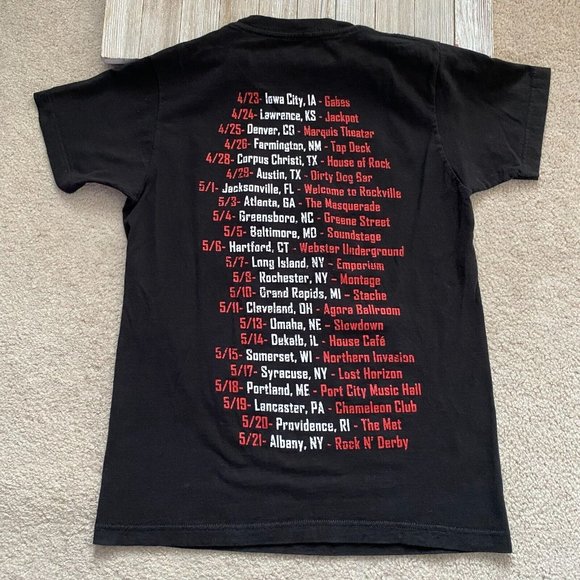 4/23- Iowa City, IA - Gabes
4/24- Lawrence, KS - Jackpot
4/25- Denver, CO - Marquis Theater
4/26- Farmington, NM - Top Deck
4/28- Corpus Christi, TX - House of Rock
4/29- Austin, TX - Dirty Dog Bar
5/1- Jacksonville, FL - Welcome to Rockville
5/3- Atlanta, GA - The Masquerade
5/4- Greensboro, NC - Greene Street
5/5- Baltimore, MD - Soundstage
5/6- Hartford, CT - Webster Underground
5/7- Long Island, NY - Emporium
5/9- Rochester, NY - Montage
5/10- Grand Rapids, MI - Stache
5/11- Cleveland, OH - Agora Ballroom
5/13- Omaha, NE - Slowdown
5/14- Dekalb, IL - House Café
5/15- Somerset, WI - Northern Invasion
5/17- Syracuse, NY - Lost Horizon
5/18- Portland, ME - Port City Music Hall
5/19- Lancaster, PA - Chameleon Club
5/20- Providence, RI - The Met
5/21- Albany, NY - Rock N' Derby